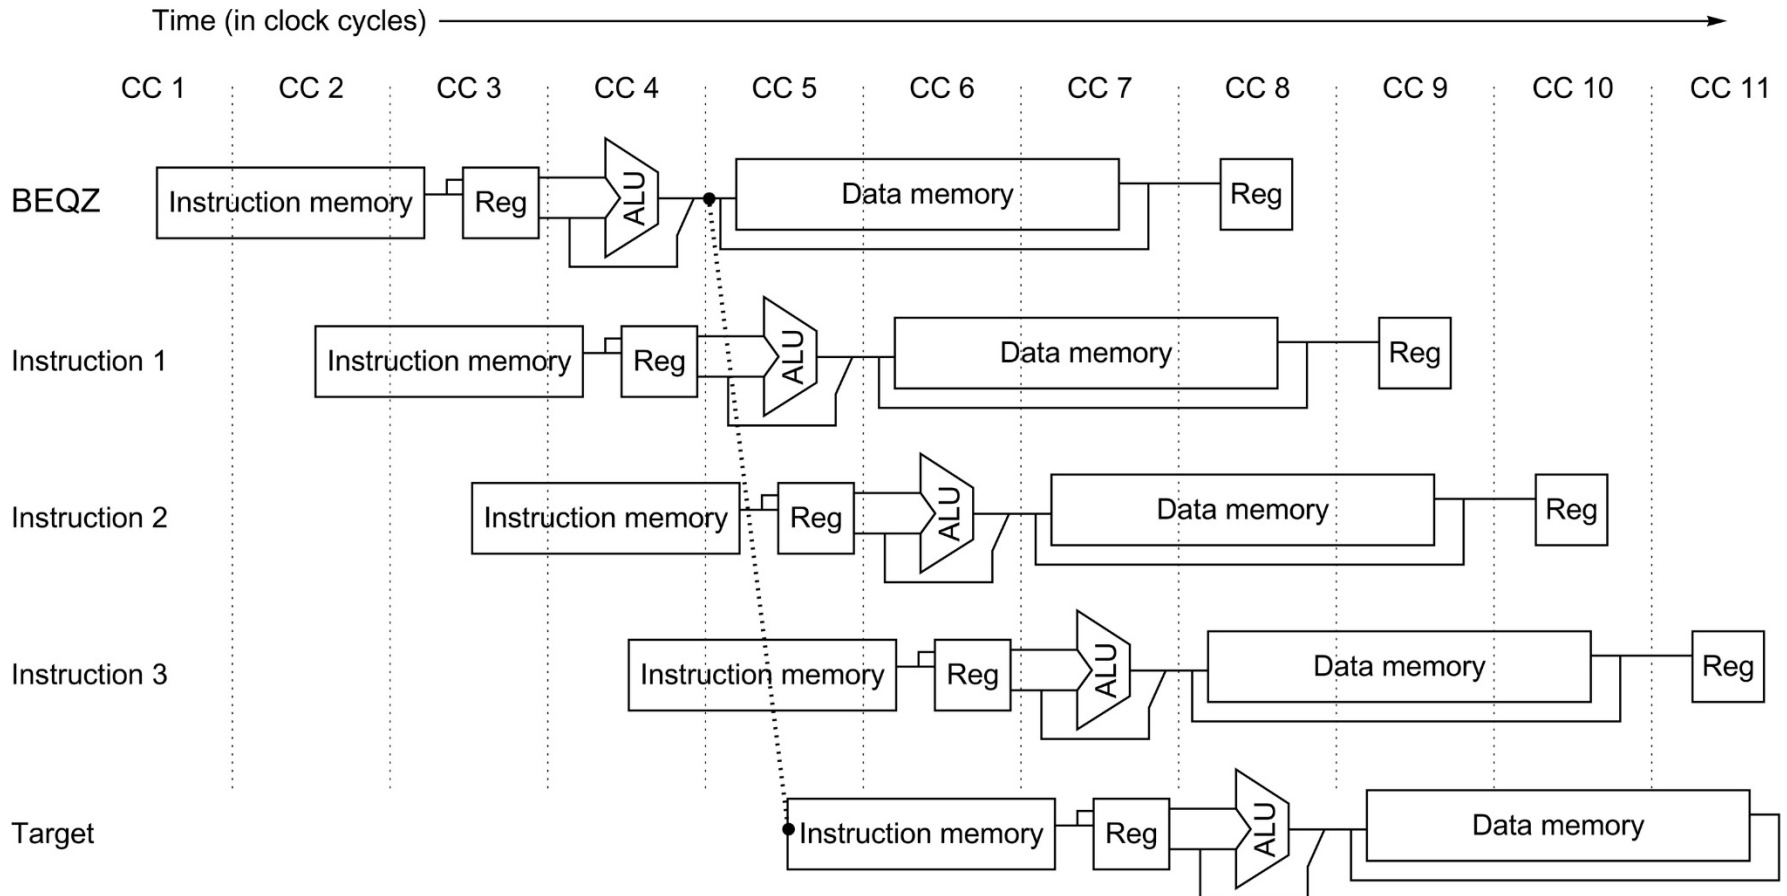 Time (in clock cycles)
CC 1 CC 2 CC 3 CC 4 CC 5 CC 6 CC 7 CC 8 CC 9 CC 10 CC 11
BEQZ Instruction memory Reg ALU Data memory Reg
Instruction 1 Instruction memory Reg ALU Data memory Reg
Instruction 2 Instruction memory Reg ALU Data memory Reg
Instruction 3 Instruction memory Reg ALU Data memory Reg
Target Instruction memory Reg ALU Data memory